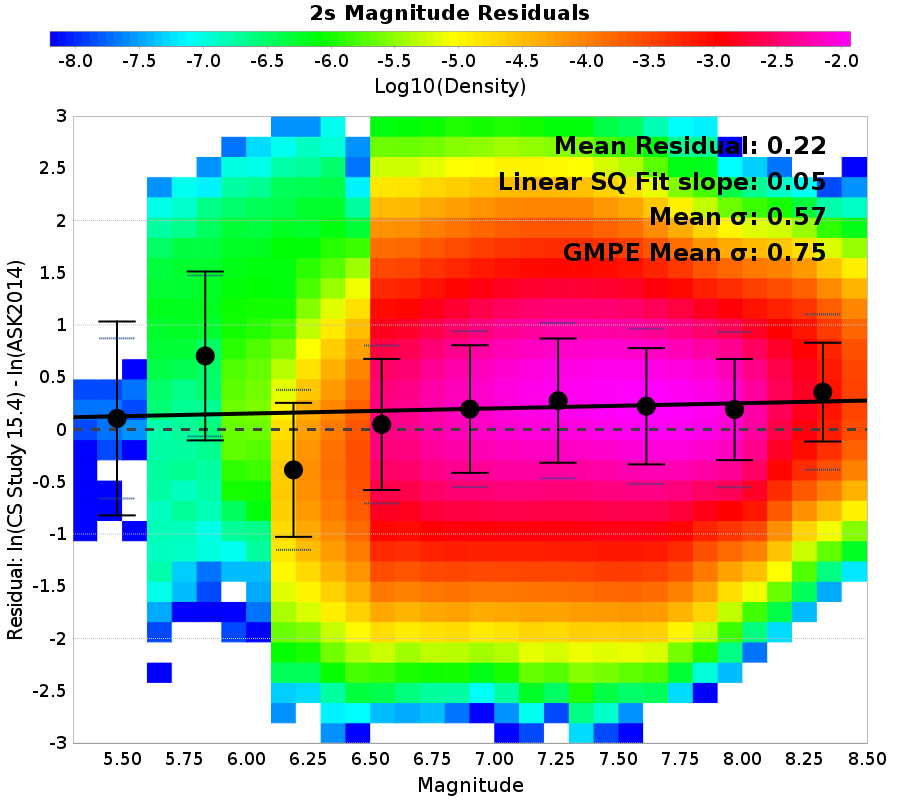 2s Magnitude Residuals
-8.0 -7.5 -7.0 -6.5 -6.0 -5.5 -5.0 -4.5 -4.0 -3.5 -3.0 -2.5 -2.0
Log10(Density)
Mean Residual: 0.22
Linear SQ Fit slope: 0.05
Mean σ: 0.57
GMPE Mean σ: 0.75
Residual: ln(CS Study 15.4) - ln(ASK2014)
3
2.5
2
1.5
1
0.5
0
-0.5
-1
-1.5
-2
-2.5
-3
5.50 5.75 6.00 6.25 6.50 6.75 7.00 7.25 7.50 7.75 8.00 8.25 8.50
Magnitude